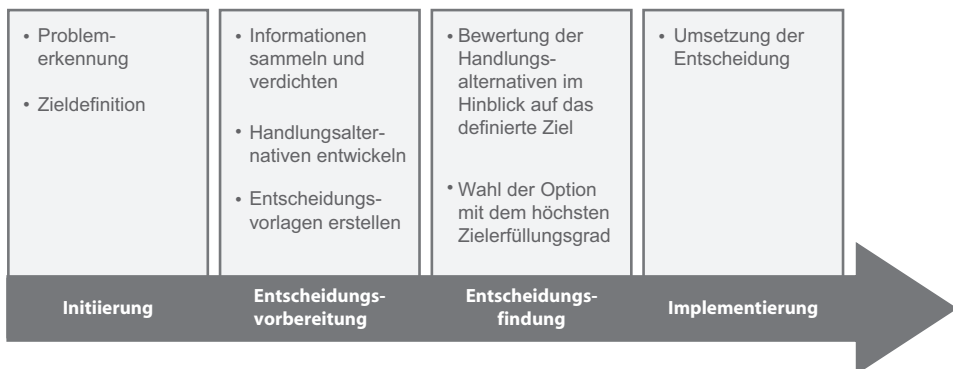 • Problem-
erkennung
• Zieldefinition
• Informationen
sammeln und
verdichten
• Handlungsalter-
nativen entwickeln
• Entscheidungs-
vorlagen erstellen
• Bewertung der
Handlungs-
alternativen im
Hinblick auf das
definierte Ziel
• Wahl der Option
mit dem höchsten
Zielerfüllungsgrad
• Umsetzung der
Entscheidung
Initiierung
Entscheidungs-
vorbereitung
Entscheidungs-
findung
Implementierung